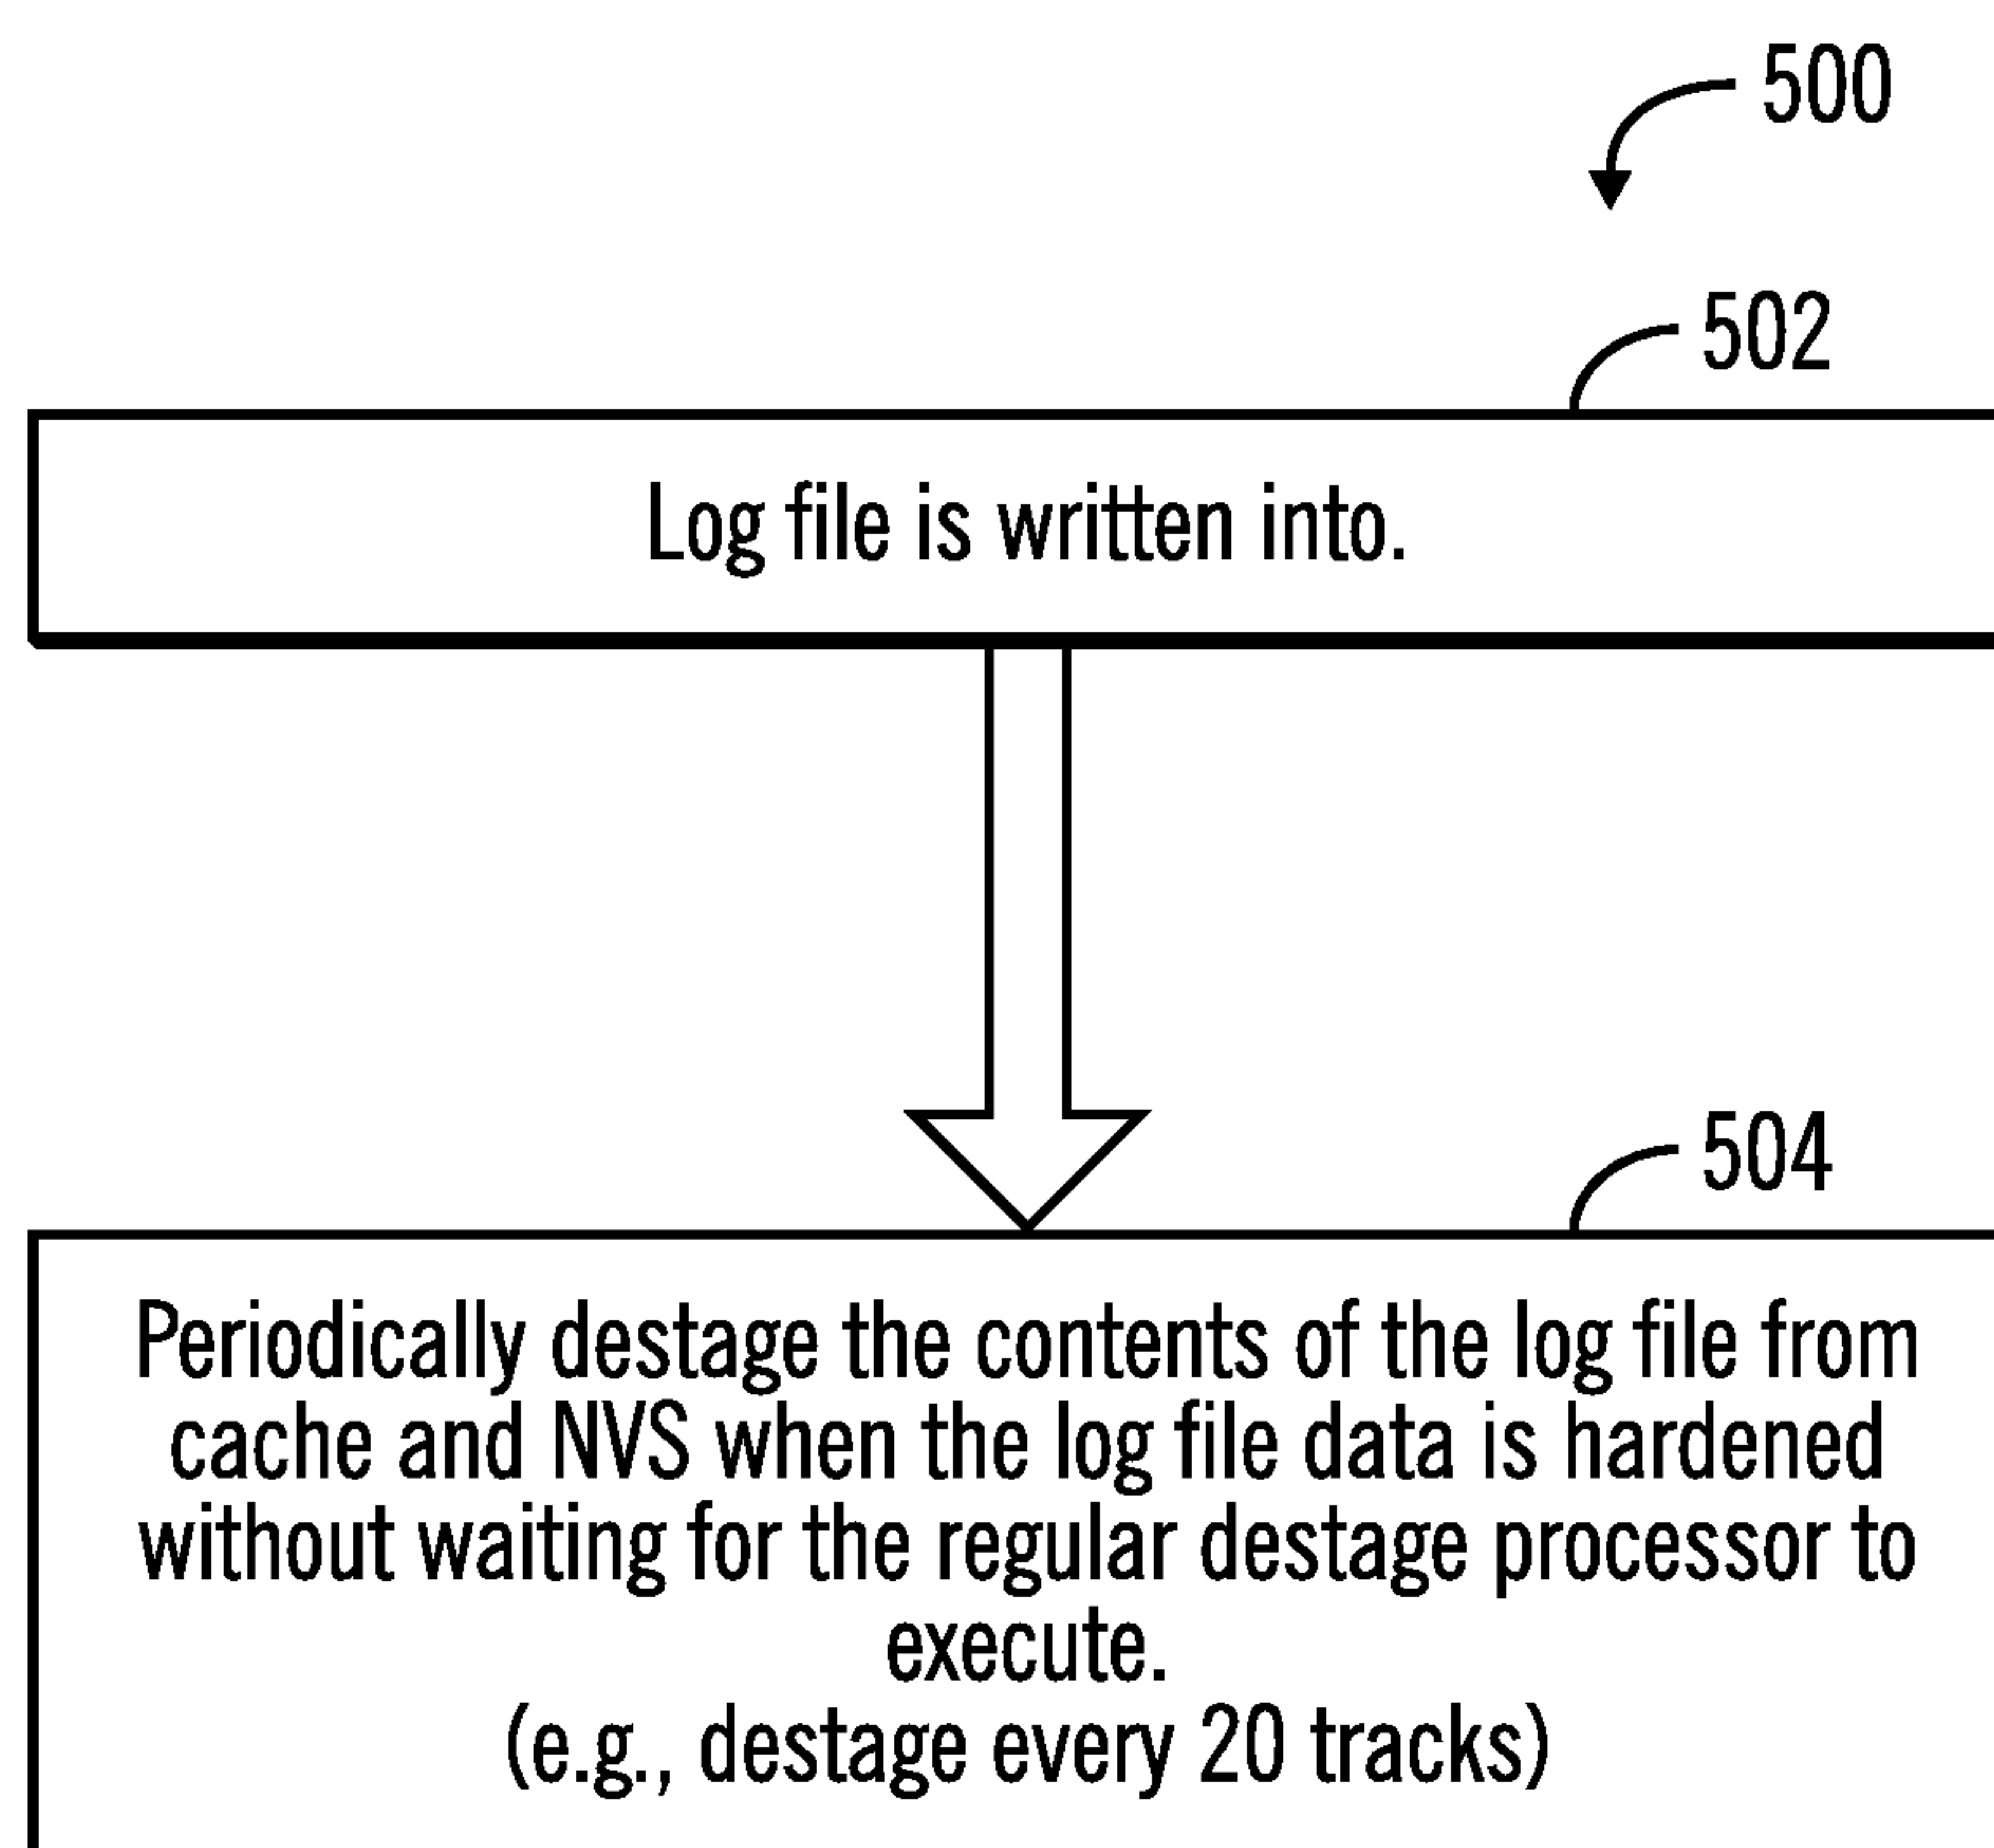 500
502
Log file is written into.
504
Periodically destage the contents of the log file from
cache and NVS when the log file data is hardened
without waiting for the regular destage processor to
execute.
(e.g., destage every 20 tracks)